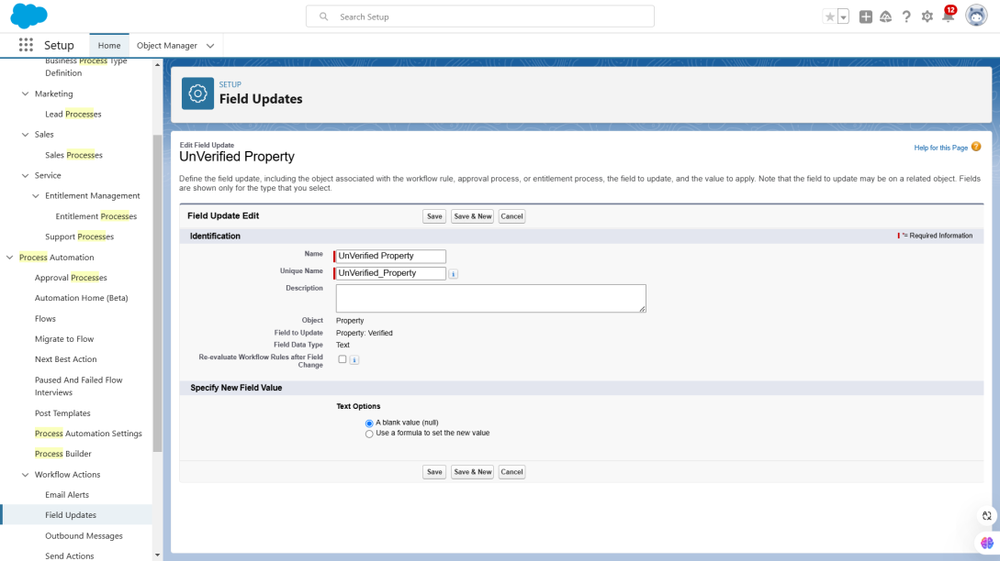 Search Setup
12
Setup
Home
Object Manager
Business Process Type
Definition
Marketing
Lead Processes
Sales
Sales Processes
Service
Entitlement Management
Entitlement Processes
Support Processes
Process Automation
Approval Processes
Automation Home (Beta)
Flows
Migrate to Flow
Next Best Action
Paused And Failed Flow
Interviews
Post Templates
Process Automation Settings
Process Builder
Workflow Actions
Email Alerts
Field Updates
Outbound Messages
Send Actions
SETUP
Field Updates
Edit Field Update
UnVerified Property
Help for this Page
Define the field update, including the object associated with the workflow rule, approval process, or entitlement process, the field to update, and the value to apply. Note that the field to update may be on a related object. Fields
are shown only for the type that you select.
Field Update Edit
Save Save & New Cancel
Identification
*= Required Information
Name UnVerified Property
Unique Name UnVerified_Property
Description
Object Property
Field to Update Property: Verified
Field Data Type Text
Re-evaluate Workflow Rules after Field
Change
Specify New Field Value
Text Options
A blank value (null)
Use a formula to set the new value
Save Save & New Cancel